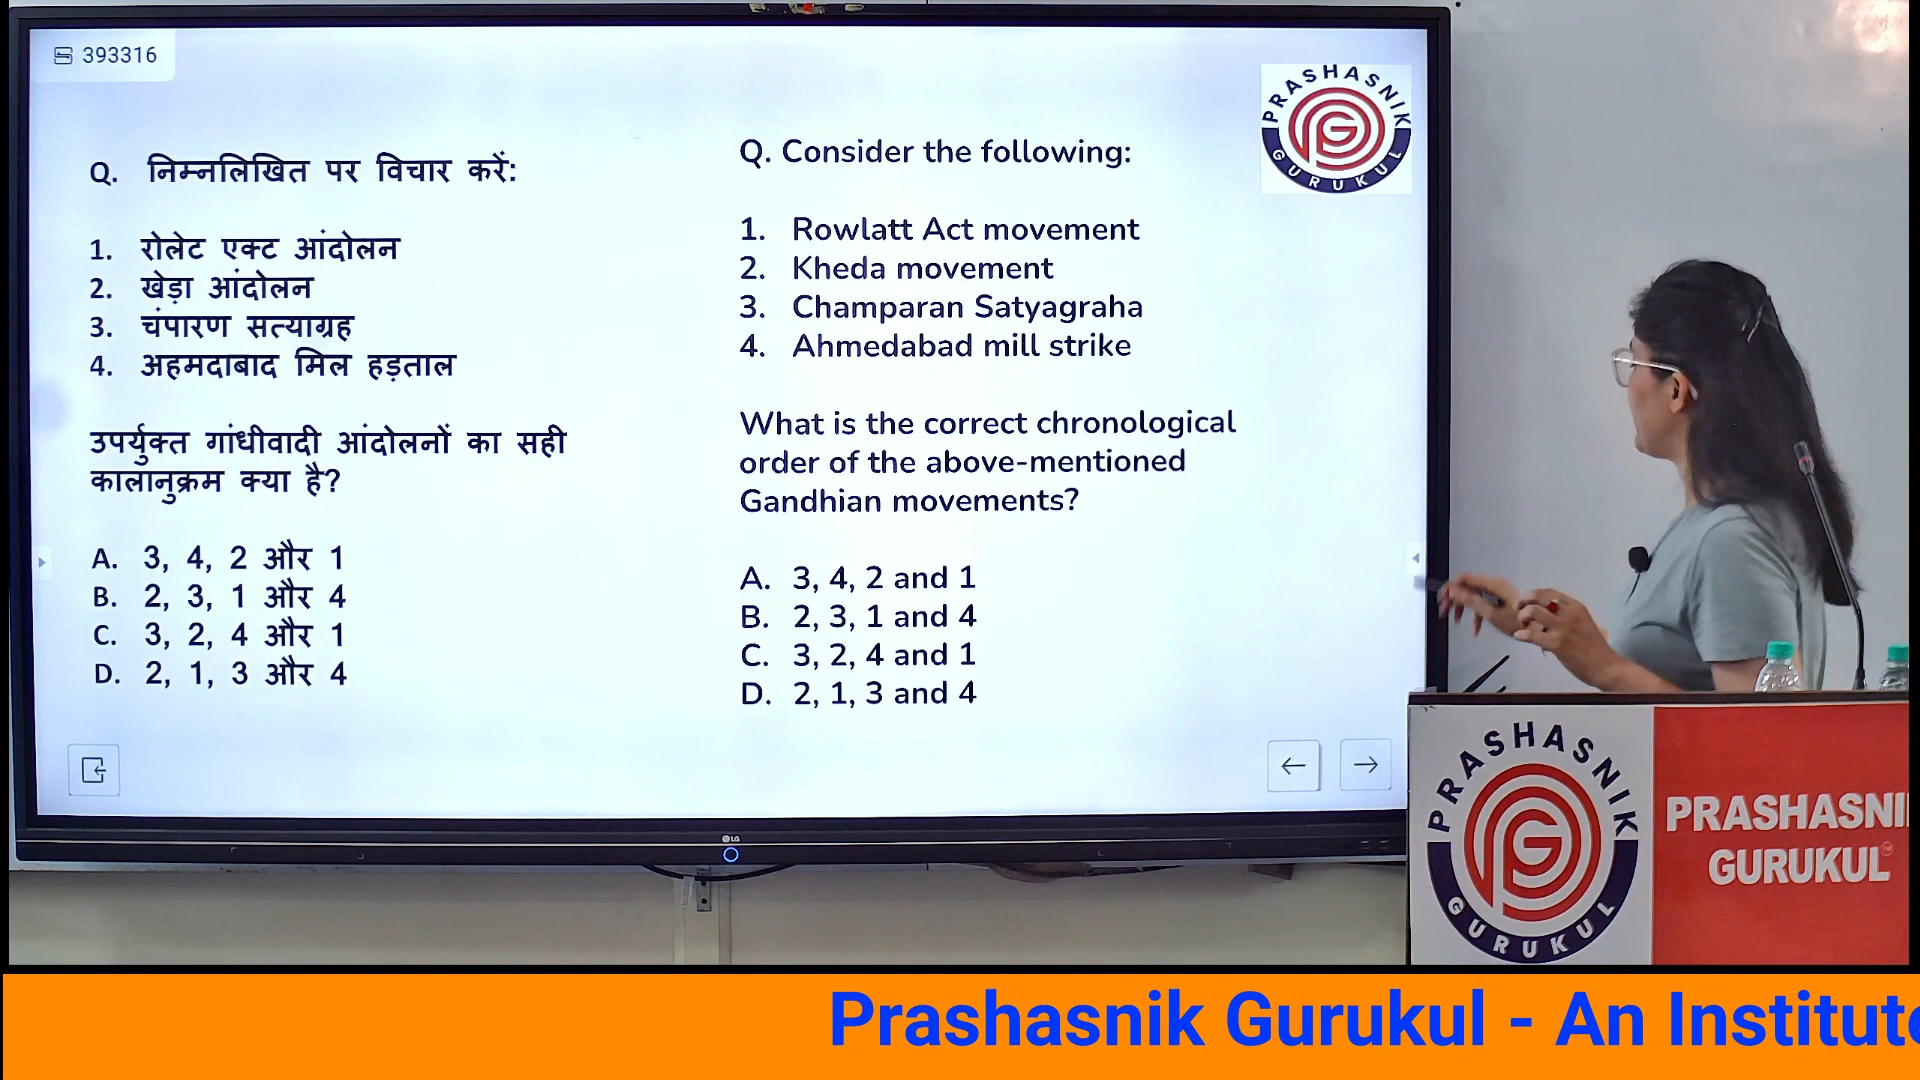 393316
Q. निम्नलिखित पर विचार करें:
1. रोलेट एक्ट आंदोलन
2. खेड़ा आंदोलन
3. चंपारण सत्याग्रह
4. अहमदाबाद मिल हड़ताल
उपर्युक्त गांधीवादी आंदोलनों का सही
कालानुक्रम क्या है?
A. 3, 4, 2 और 1
B. 2, 3, 1 और 4
C. 3, 2, 4 और 1
D. 2, 1, 3 और 4
Q. Consider the following:
1. Rowlatt Act movement
2. Kheda movement
3. Champaran Satyagraha
4. Ahmedabad mill strike
What is the correct chronological
order of the above-mentioned
Gandhian movements?
A. 3, 4, 2 and 1
B. 2, 3, 1 and 4
C. 3, 2, 4 and 1
D. 2, 1, 3 and 4
PRASHASNIK
PG
GURUKUL
LG
PRASHASNIK
PG
GURUKUL
PRASHASNI
GURUKUL
Prashasnik Gurukul - An Institute